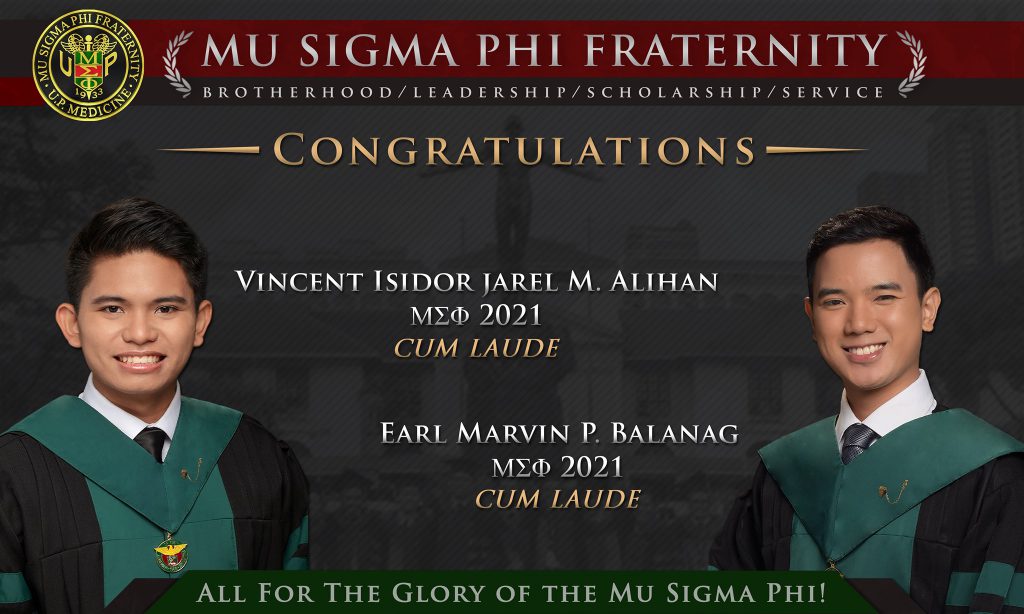 MU SIGMA PHI FRATERNITY
BROTHERHOOD/LEADERSHIP/SCHOLARSHIP/SERVICE
MU SIGMA PHI FRATERNITY
U M P
Σ
Φ
1933
U.P. MEDICINE
CONGRATULATIONS
VINCENT ISIDOR JAREL M. ALIHAN
ΜΣΦ 2021
CUM LAUDE
EARL MARVIN P. BALANAG
ΜΣΦ 2021
CUM LAUDE
ALL FOR THE GLORY OF THE MU SIGMA PHI!